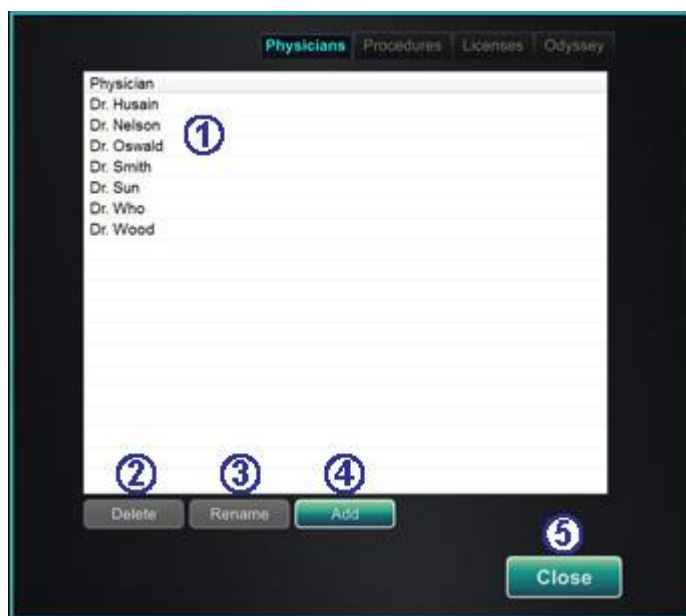 Physicians Procedures Licenses Odyssey
Physician
Dr. Husain
Dr. Nelson
1
Dr. Oswald
Dr. Smith
Dr. Sun
Dr. Who
Dr. Wood
2 3 4
Delete Rename Add
5
Close